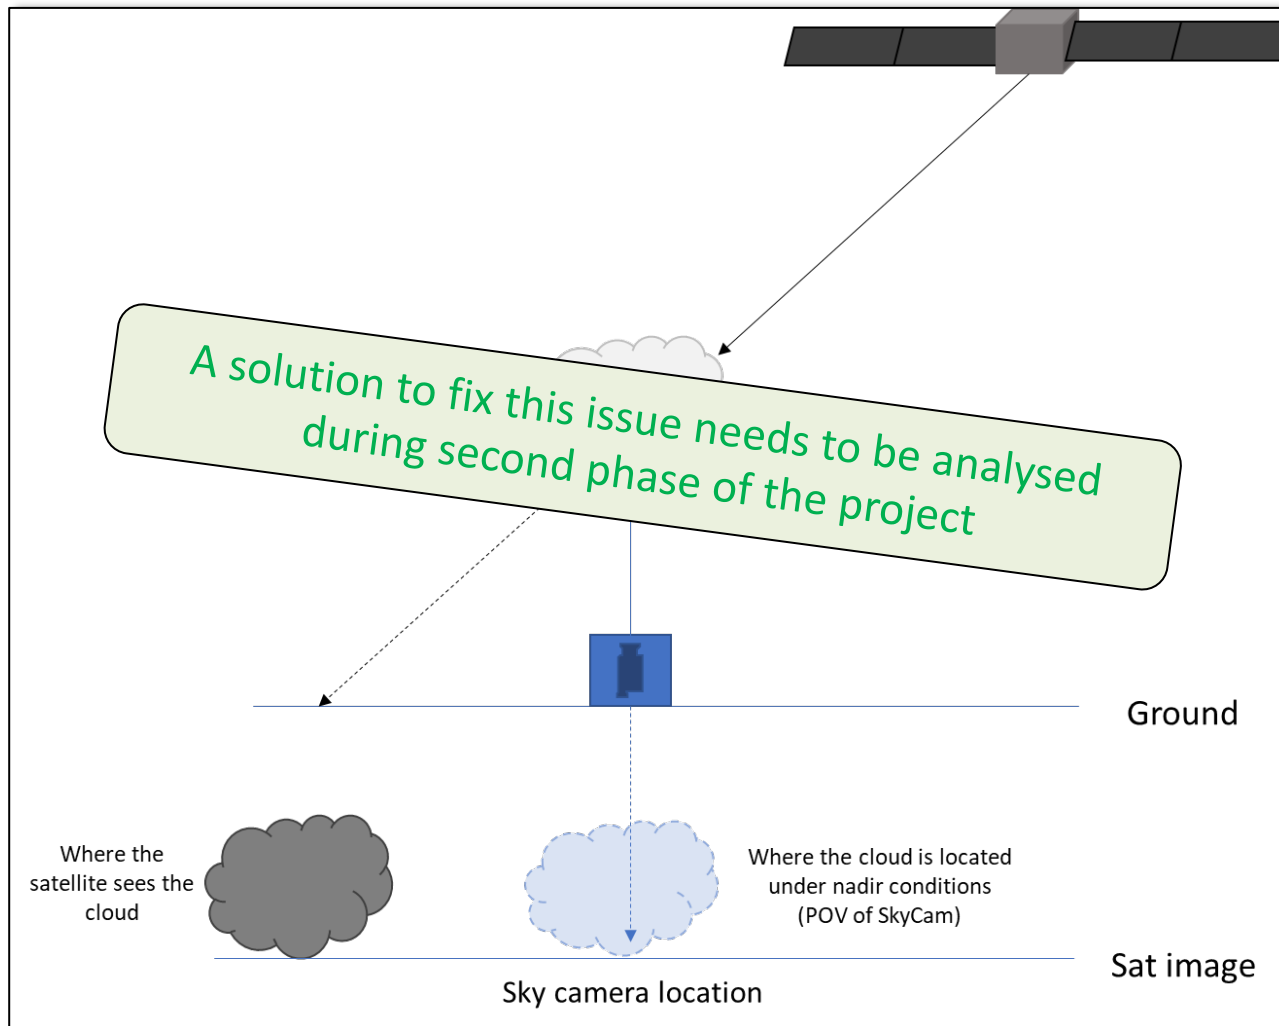 A solution to fix this issue needs to be analysed
during second phase of the project
Ground
Where the
satellite sees the
cloud
Where the cloud is located
under nadir conditions
(POV of SkyCam)
Sat image
Sky camera location